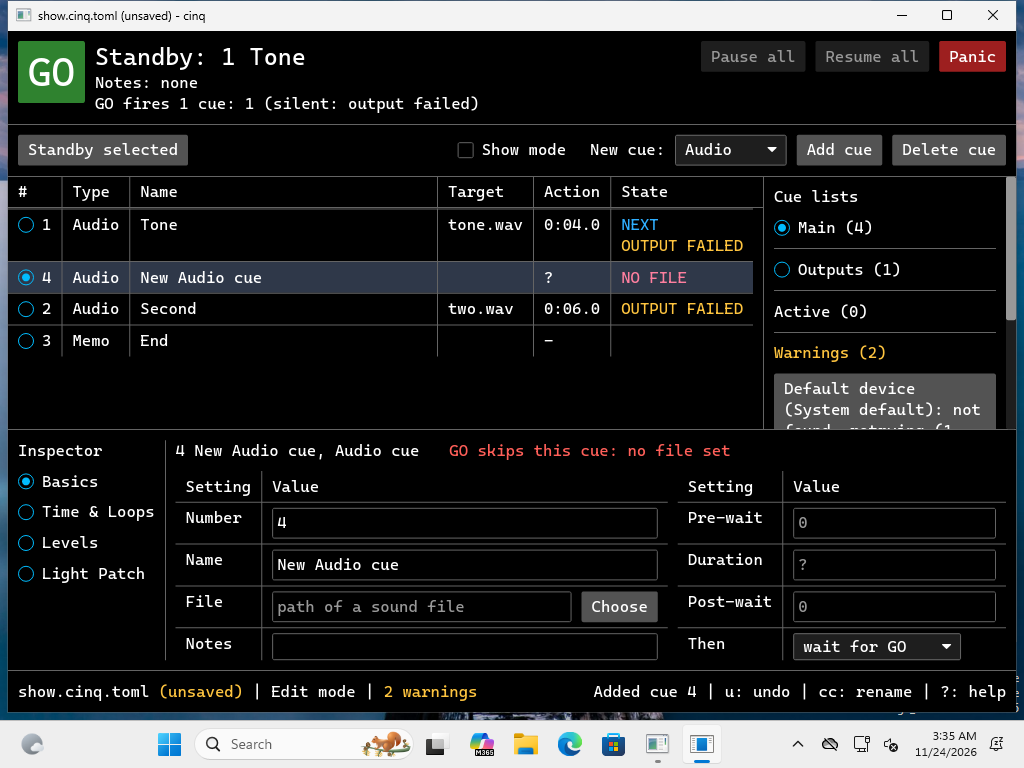 show.cinq.toml (unsaved) - cinq
GO
Standby: 1 Tone
Notes: none
GO fires 1 cue: 1 (silent: output failed)
Pause all
Resume all
Panic
Standby selected
Show mode
New cue:
Audio
Add cue
Delete cue
# Type Name Target Action State
1 Audio Tone tone.wav 0:04.0 NEXT
OUTPUT FAILED
4 Audio New Audio cue ? NO FILE
2 Audio Second two.wav 0:06.0 OUTPUT FAILED
3 Memo End –
Cue lists
Main (4)
Outputs (1)
Active (0)
Warnings (2)
Default device
(System default): not
Inspector
Basics
Time & Loops
Levels
Light Patch
4 New Audio cue, Audio cue GO skips this cue: no file set
Setting Value
Number 4
Name New Audio cue
File path of a sound file Choose
Notes
Setting Value
Pre-wait 0
Duration ?
Post-wait 0
Then wait for GO
show.cinq.toml (unsaved) | Edit mode | 2 warnings
Added cue 4 | u: undo | cc: rename | ?: help
Search
M365
3:35 AM
11/24/2026